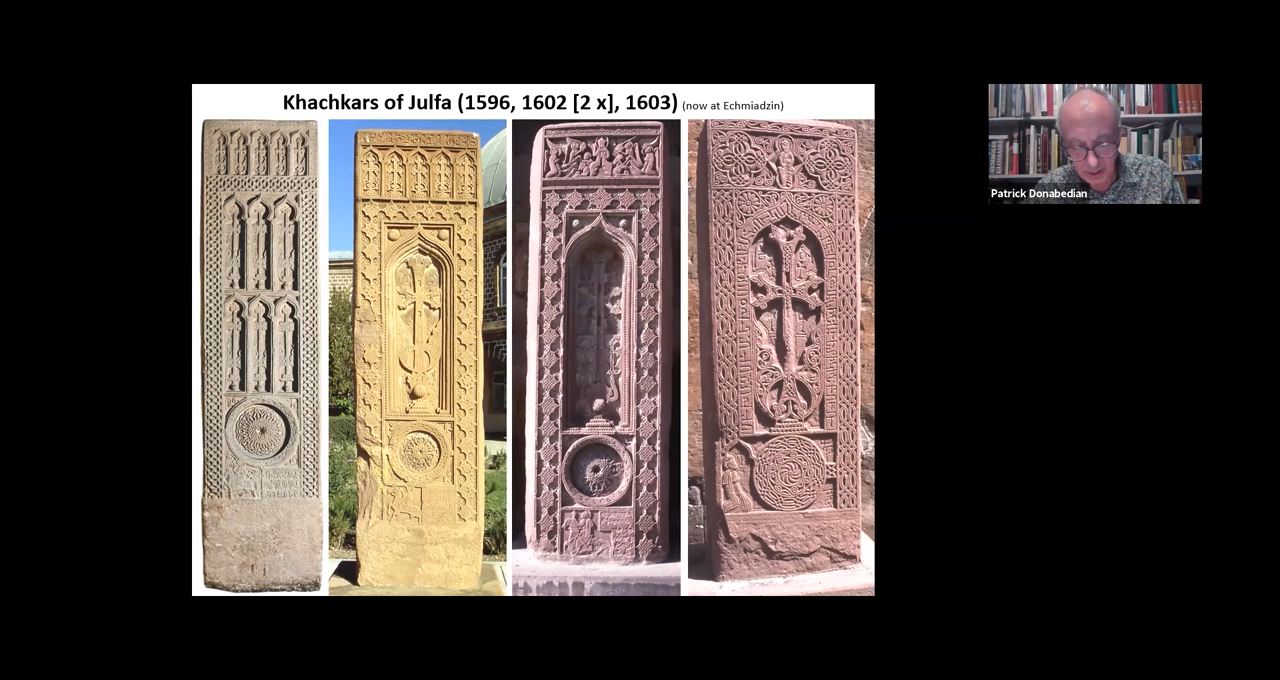 Khachkars of Julfa (1596, 1602 [2 x], 1603) (now at Echmiadzin)
Patrick Donabedian